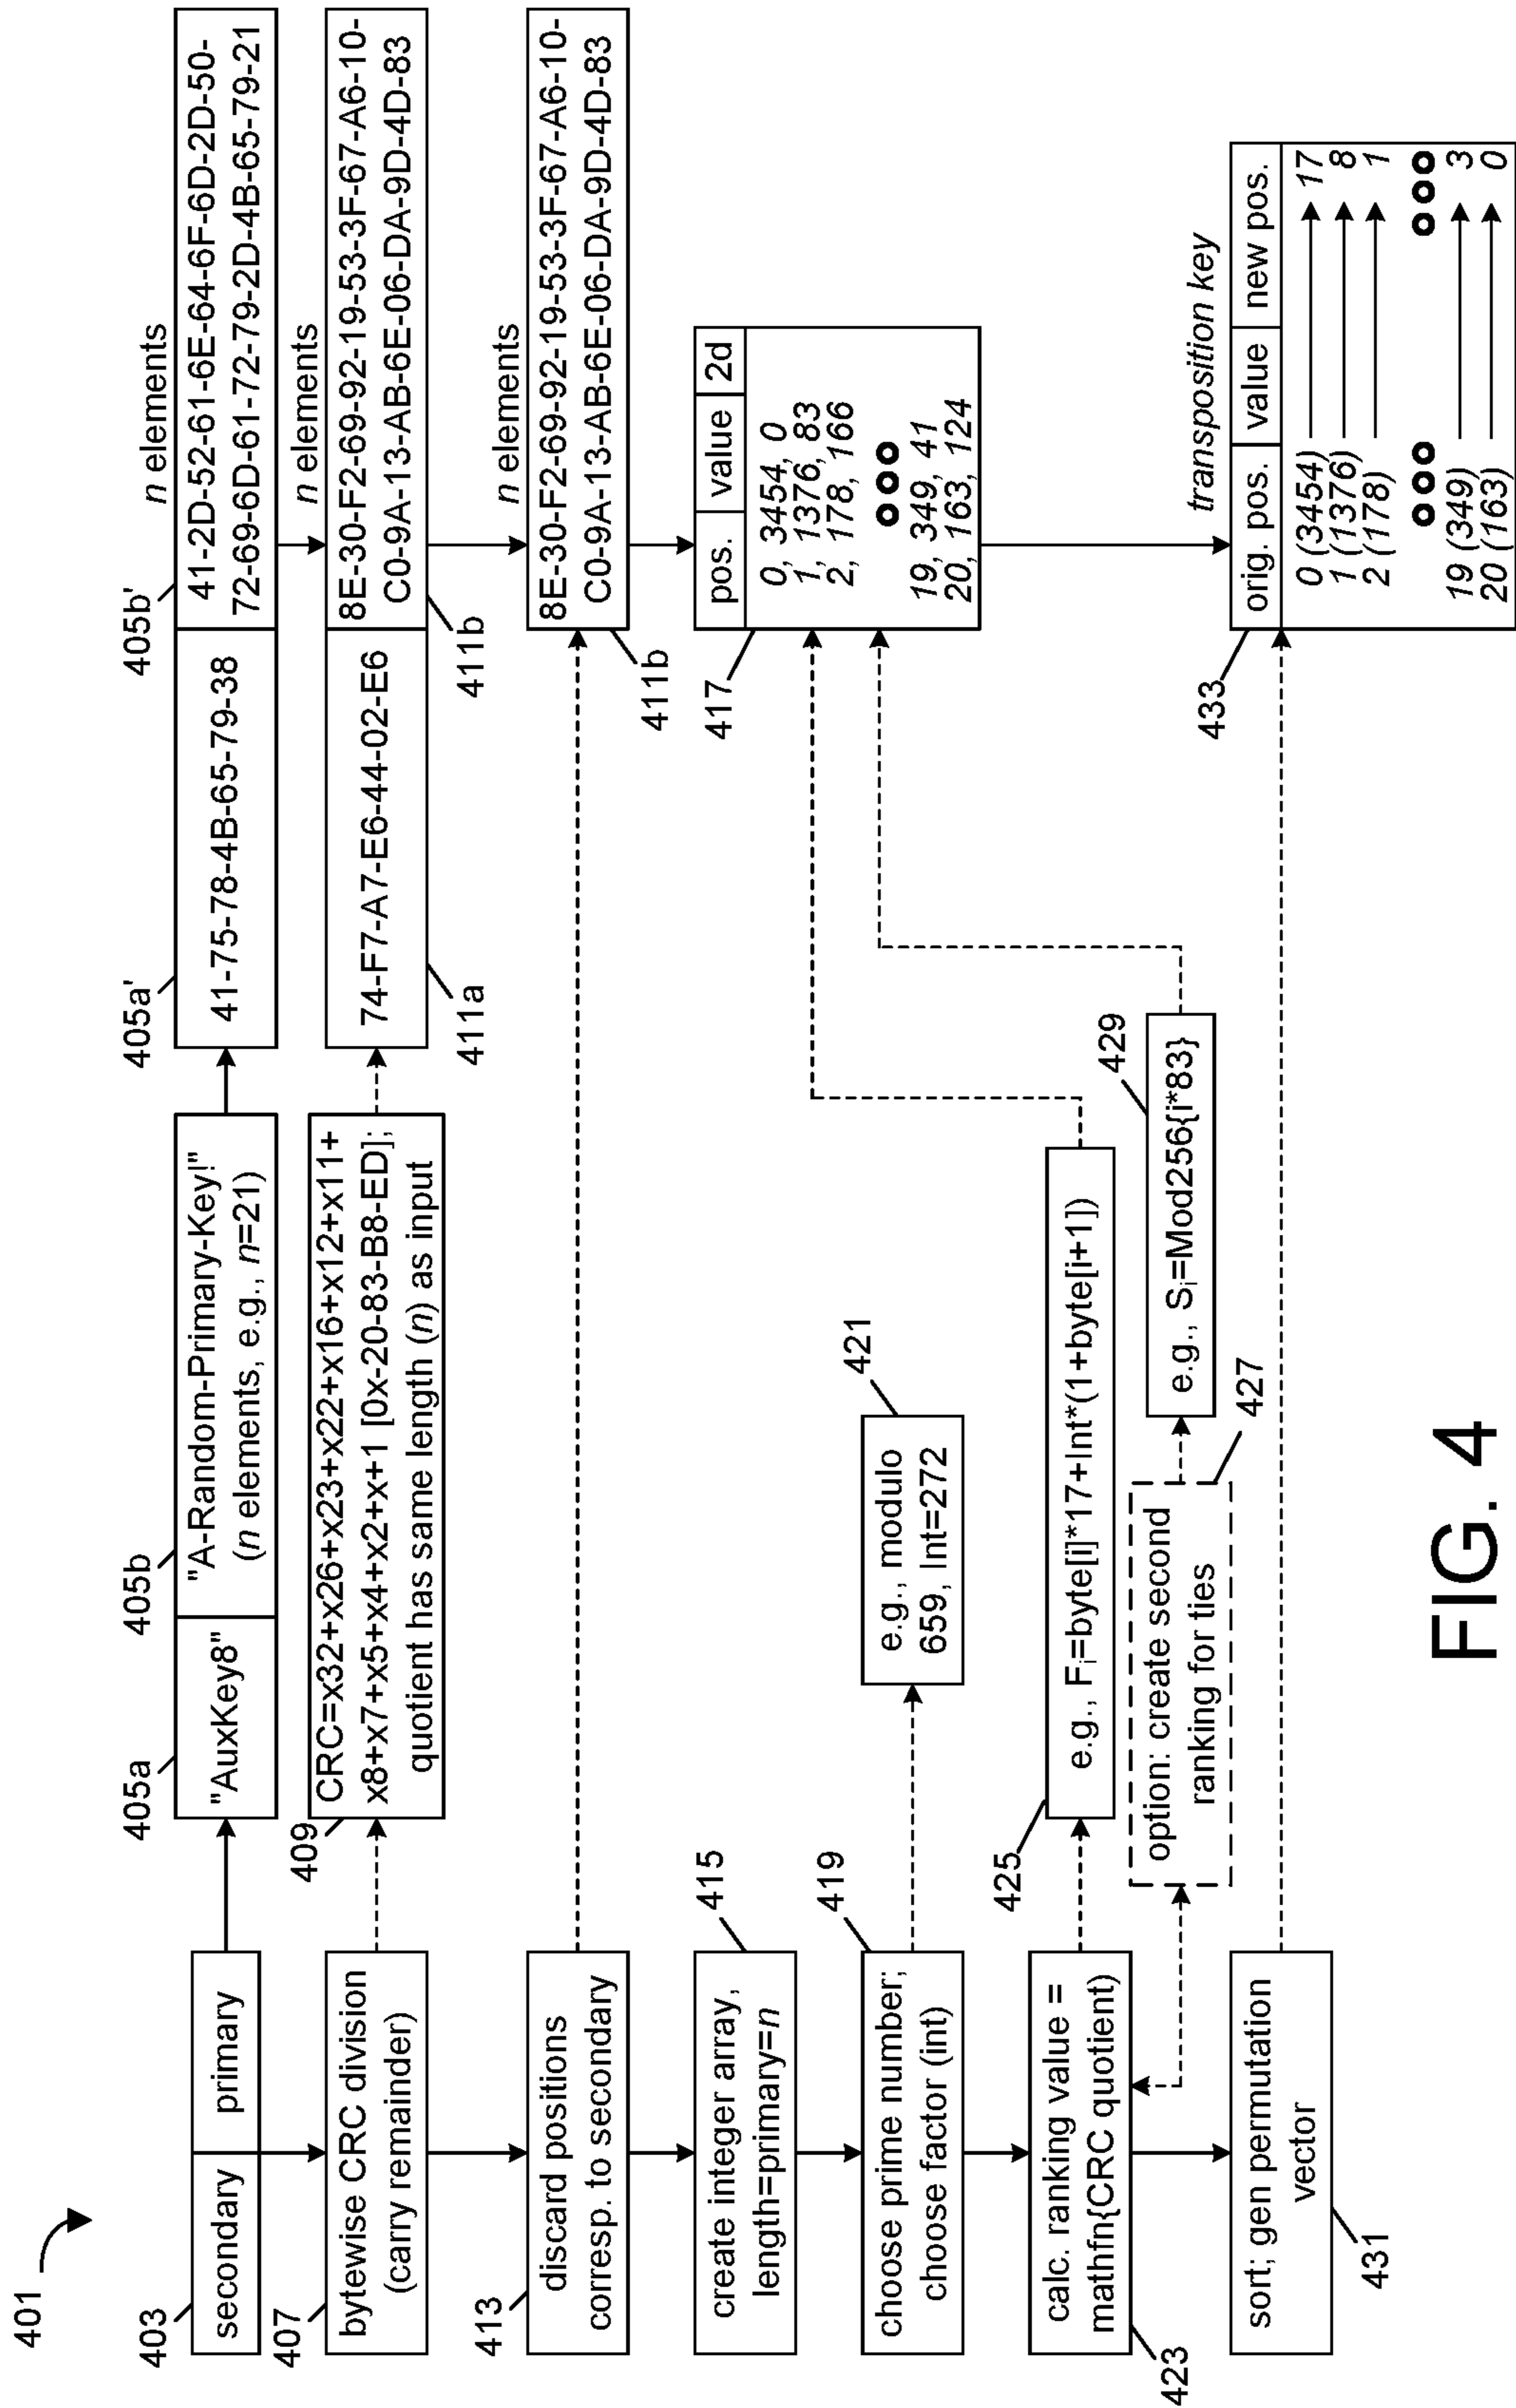 401
403
secondary
primary
405a
"AuxKey8"
405b
"A-Random-Primary-Key!"
(n elements, e.g., n=21)
405a'
41-75-78-4B-65-79-38
405b'
n elements
41-2D-52-61-6E-64-6F-6D-2D-50-
72-69-6D-61-72-79-2D-4B-65-79-21
407
bytewise CRC division
(carry remainder)
409
CRC=x32+x26+x23+x22+x16+x12+x11+
x8+x7+x5+x4+x2+x+1 [0x-20-83-B8-ED];
quotient has same length (n) as input
74-F7-A7-E6-44-02-E6
411a
n elements
8E-30-F2-69-92-19-53-3F-67-A6-10-
C0-9A-13-AB-6E-06-DA-9D-4D-83
411b
413
discard positions
corresp. to secondary
n elements
8E-30-F2-69-92-19-53-3F-67-A6-10-
C0-9A-13-AB-6E-06-DA-9D-4D-83
411b
415
create integer array,
length=primary=n
417
pos. value 2d
0, 3454, 0
1, 1376, 83
2, 178, 166
19, 349, 41
20, 163, 124
419
choose prime number;
choose factor (int)
421
e.g., modulo
659, Int=272
423
calc. ranking value =
mathfn{CRC quotient)
425
e.g., Fi=byte[i]*17+Int*(1+byte[i+1])
option: create second
ranking for ties
427
429
e.g., Si=Mod256{i*83}
431
sort; gen permutation
vector
433
transposition key
orig. pos. value new pos.
0 (3454) 17
1 (1376) 8
2 (178) 1
19 (349) 3
20 (163) 0
FIG. 4